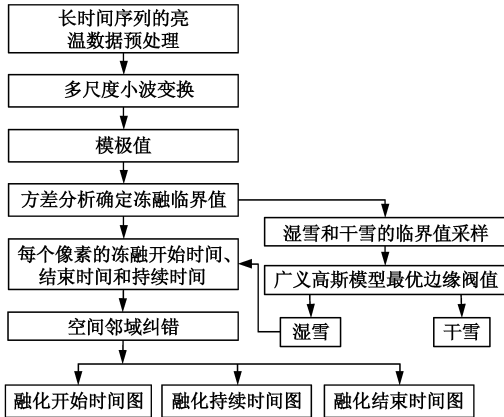 长时间序列的亮
温数据预处理
多尺度小波变换
模极值
方差分析确定冻融临界值
湿雪和干雪的临界值采样
每个像素的冻融开始时间、
结束时间和持续时间
广义高斯模型最优边缘阀值
空间邻域纠错
湿雪
干雪
融化开始时间图
融化持续时间图
融化结束时间图